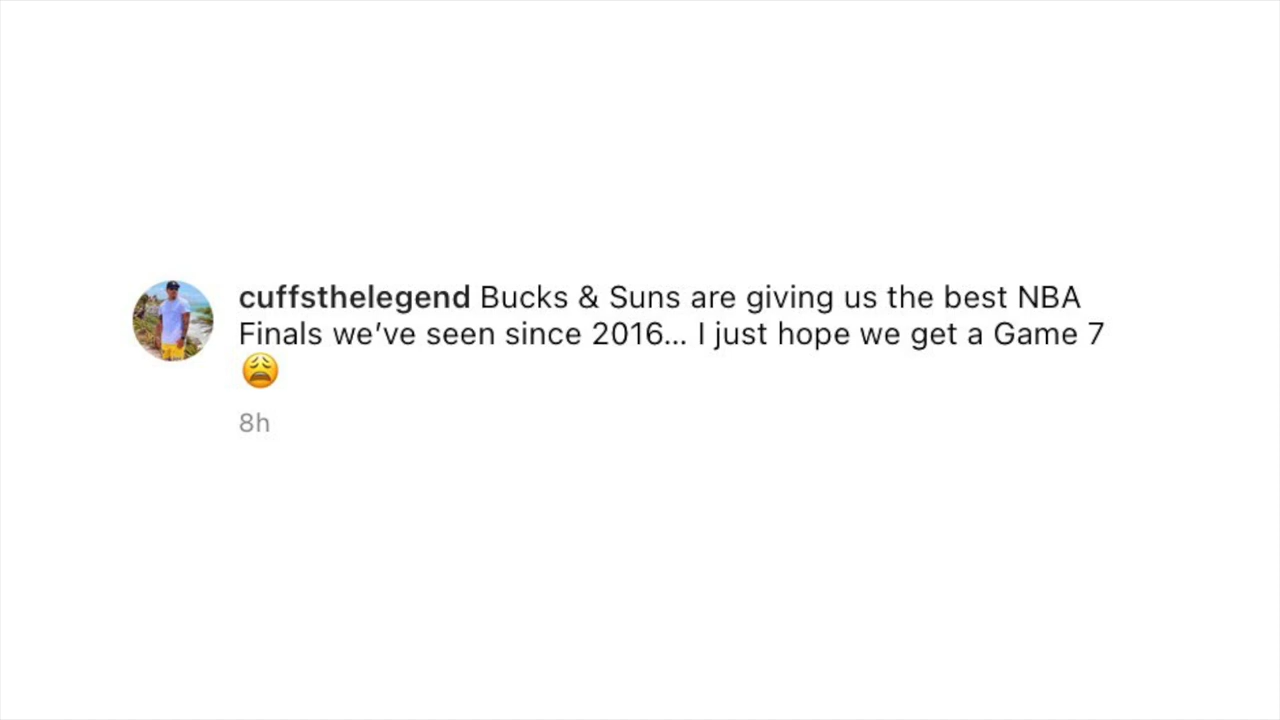 cuffsthelegend Bucks & Suns are giving us the best NBA
Finals we’ve seen since 2016... I just hope we get a Game 7
😩
8h